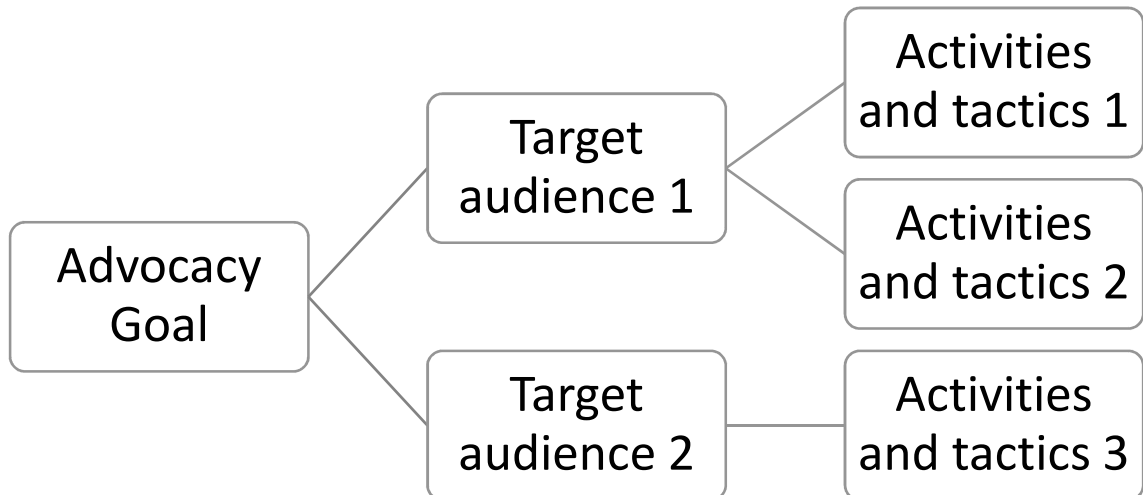 Advocacy
Goal
Target
audience 1
Activities
and tactics 1
Activities
and tactics 2
Target
audience 2
Activities
and tactics 3